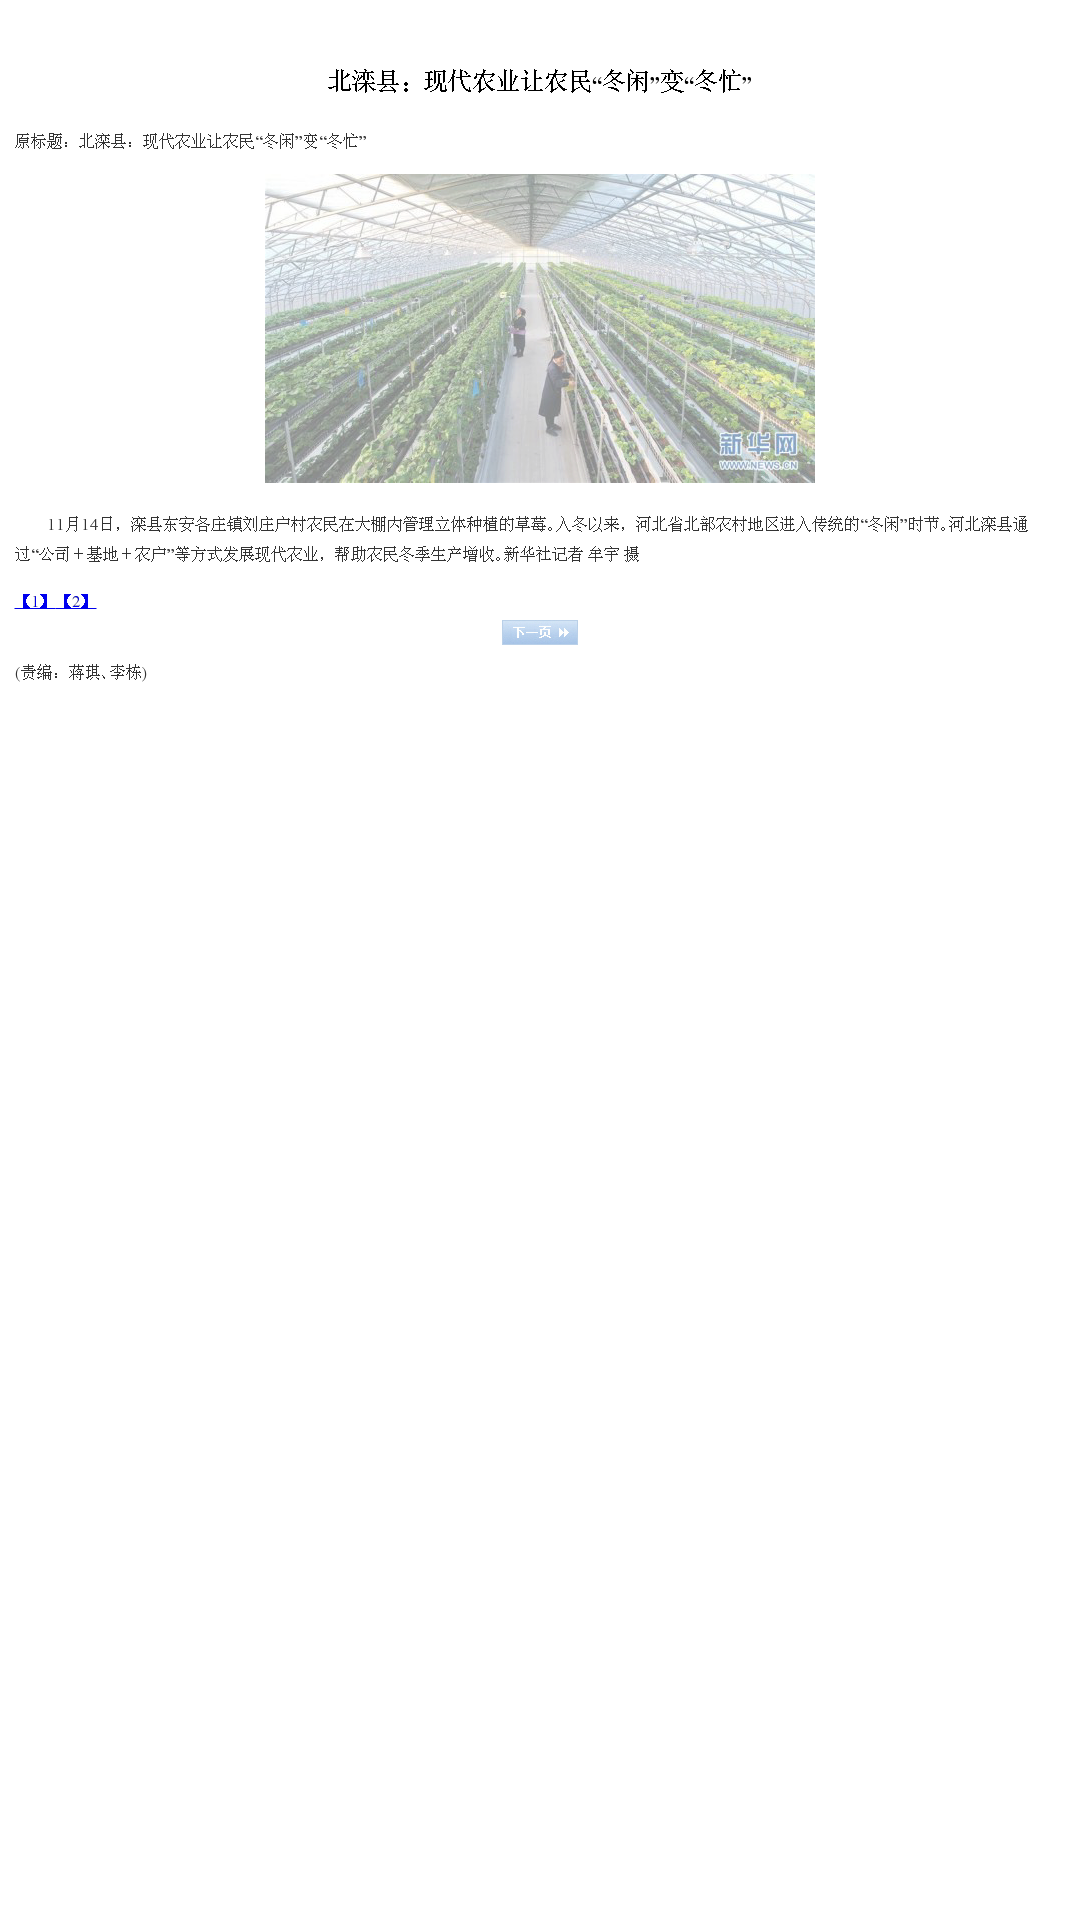 北滦县：现代农业让农民“冬闲”变“冬忙”
原标题：北滦县：现代农业让农民“冬闲”变“冬忙”
新华网
WWW.NEWS.CN
11月14日，滦县东安各庄镇刘庄户村农民在大棚内管理立体种植的草莓。入冬以来，河北省北部农村地区进入传统的“冬闲”时节。河北滦县通
过“公司＋基地＋农户”等方式发展现代农业，帮助农民冬季生产增收。新华社记者 牟宇 摄
【1】【2】
下一页
(责编：蒋琪、李栋)